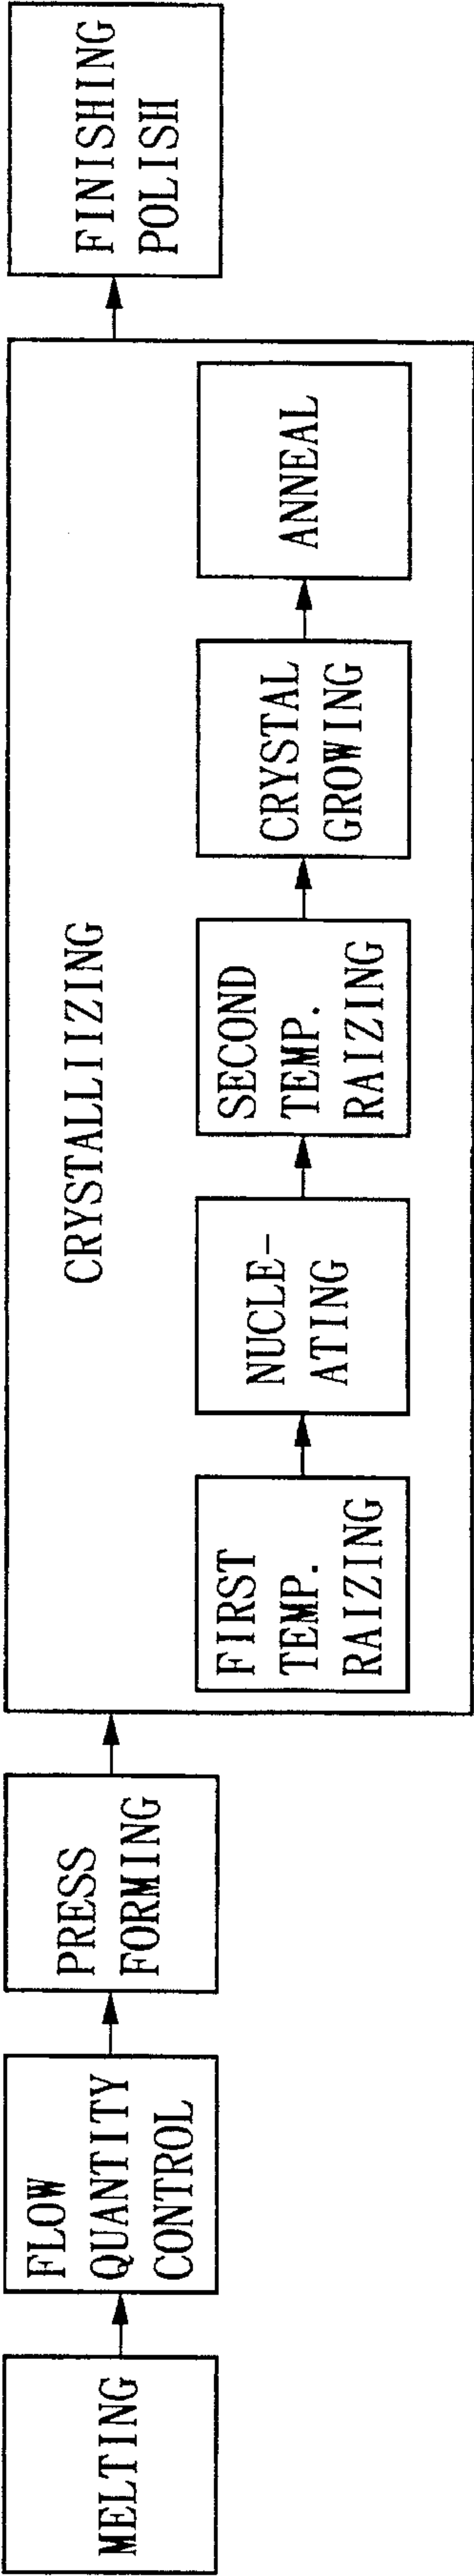 MELTING
FLOW
QUANTITY
CONTROL
PRESS
FORMING
CRYSTALLIZING
FIRST
TEMP.
RAIZING
NUCLE-
ATING
SECOND
TEMP.
RAIZING
CRYSTAL
GROWING
ANNEAL
FINISHING
POLISH